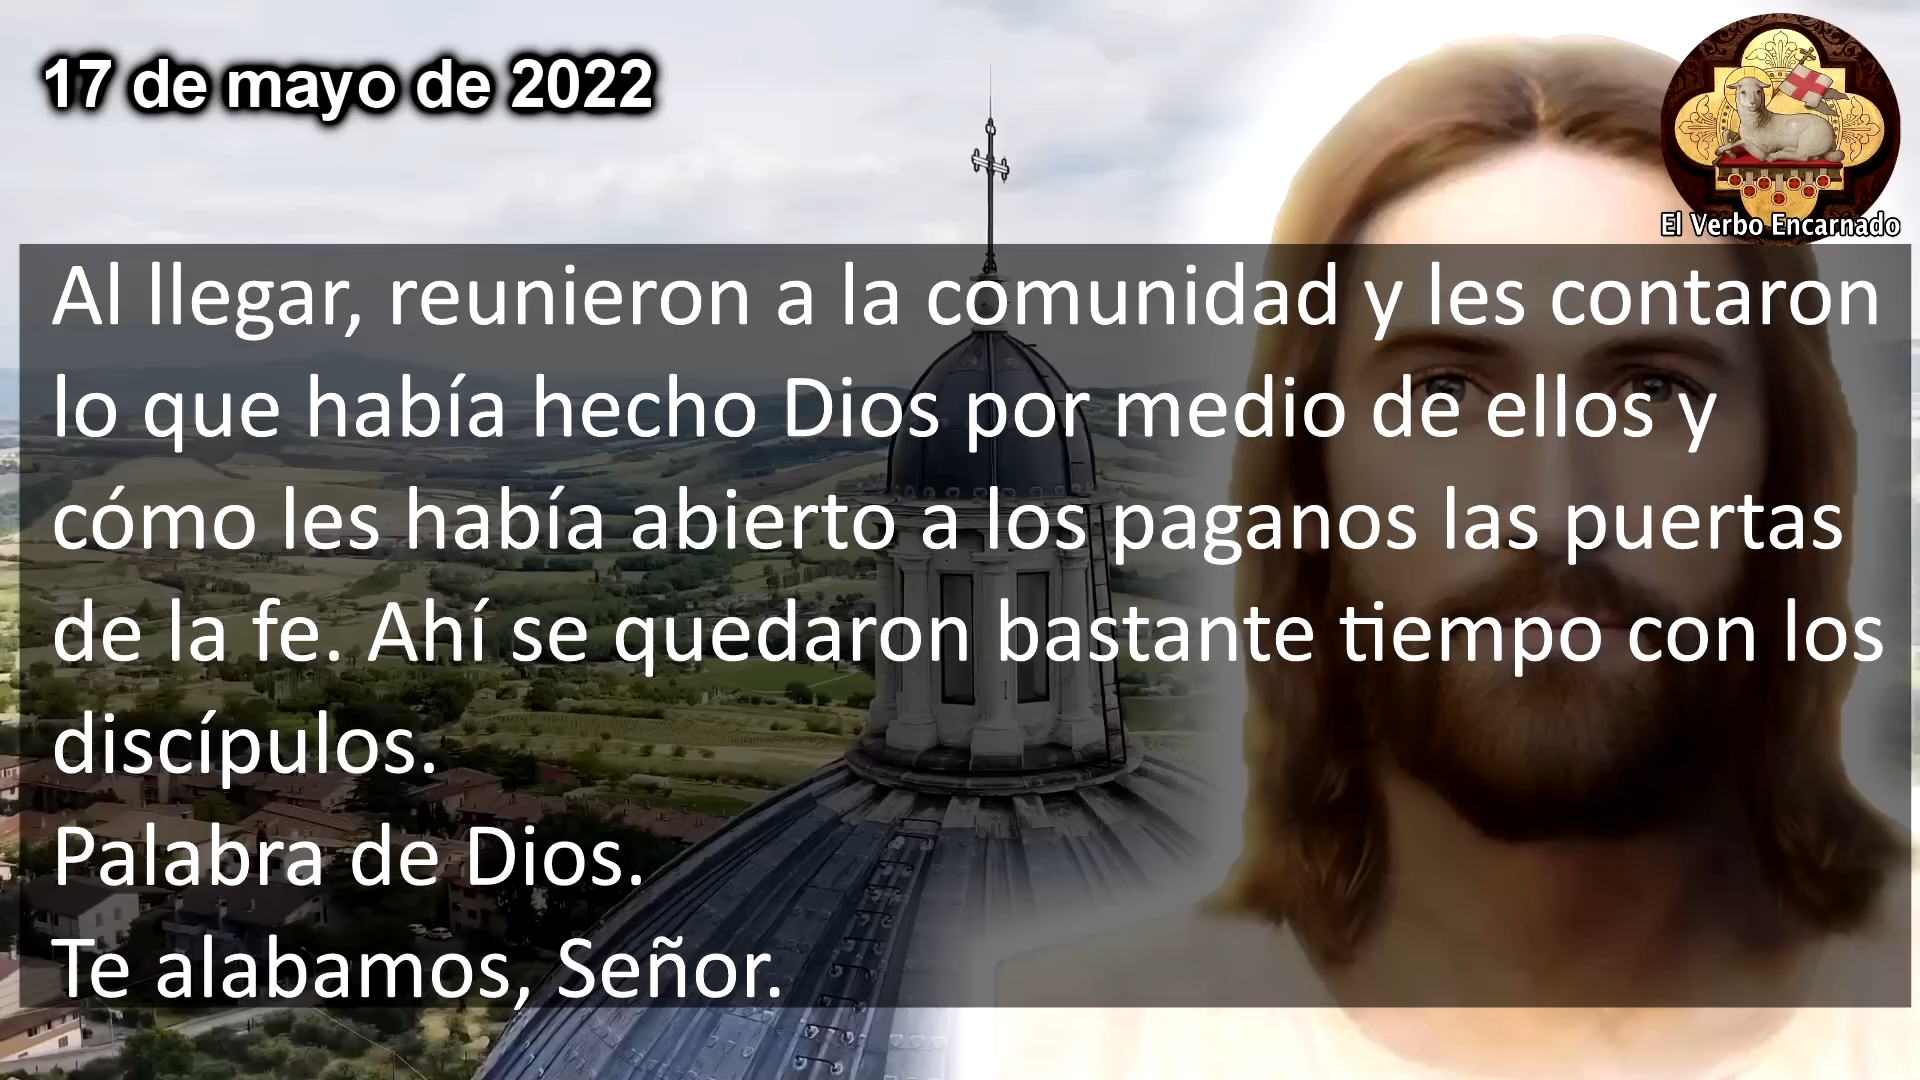 17 de mayo de 2022
El Verbo Encarnado
Al llegar, reunieron a la comunidad y les contaron
lo que había hecho Dios por medio de ellos y
cómo les había abierto a los paganos las puertas
de la fe. Ahí se quedaron bastante tiempo con los
discípulos.
Palabra de Dios.
Te alabamos, Señor.